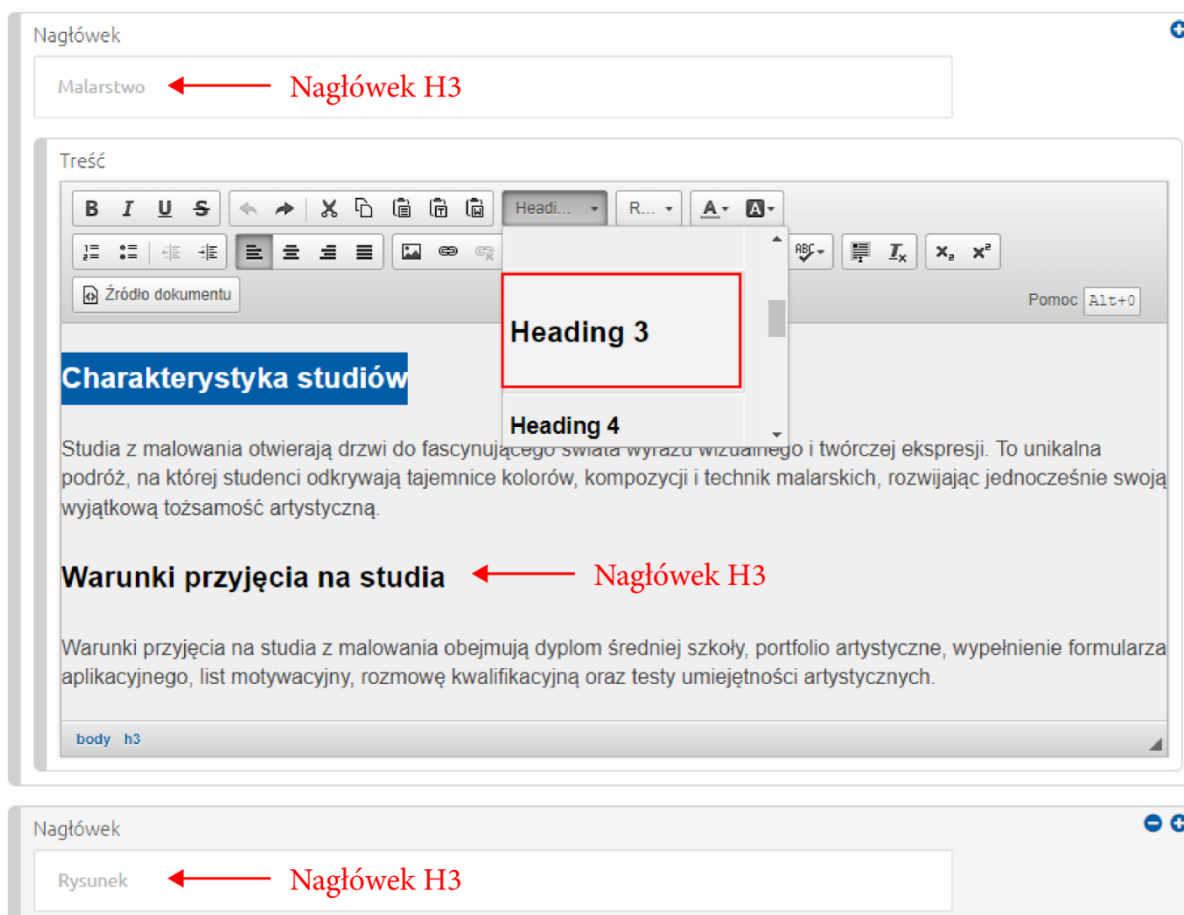 Nagłówek
Malarstwo
Nagłówek H3
Treść
B I U S
Headi...
R...
A
A
ABC
Ix
x₂ x²
Źródło dokumentu
Pomoc Alt+0
Heading 3
Heading 4
Charakterystyka studiów
Studia z malowania otwierają drzwi do fascynującego świata wyrazu wizualnego i twórczej ekspresji. To unikalna
podróż, na której studenci odkrywają tajemnice kolorów, kompozycji i technik malarskich, rozwijając jednocześnie swoją
wyjątkową tożsamość artystyczną.
Warunki przyjęcia na studia
Nagłówek H3
Warunki przyjęcia na studia z malowania obejmują dyplom średniej szkoły, portfolio artystyczne, wypełnienie formularza
aplikacyjnego, list motywacyjny, rozmowę kwalifikacyjną oraz testy umiejętności artystycznych.
body h3
Nagłówek
Rysunek
Nagłówek H3